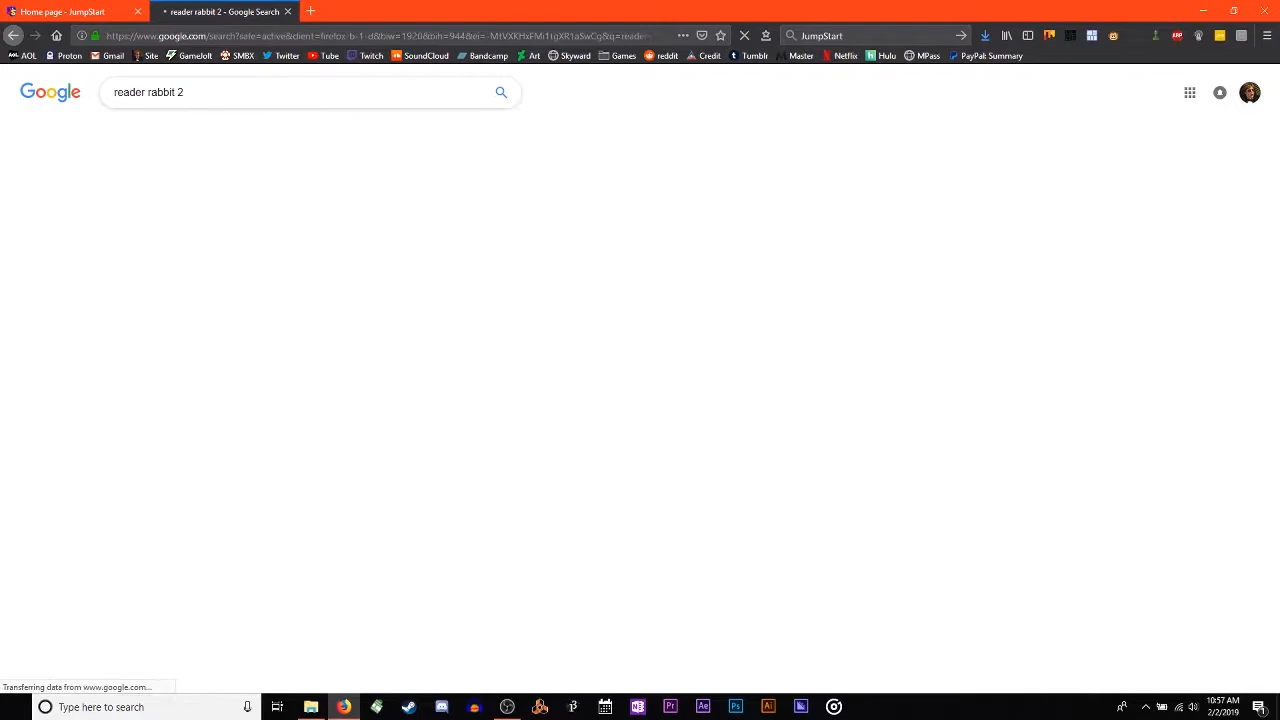 Home page - JumpStart
reader rabbit 2 - Google Search
JumpStart
AOL Proton Gmail Site GameJolt SMBX Twitter Tube Twitch SoundCloud Bandcamp Art Skyward Games reddit Credit Tumblr Master Netflix Hulu MPass PayPak Summary
Google
reader rabbit 2
Transferring data from www.google.com...
Type here to search
10:57 AM
2/2/2019